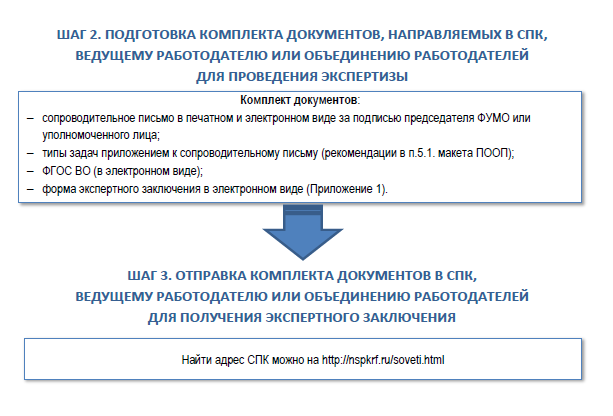 ШАГ 2. ПОДГОТОВКА КОМПЛЕКТА ДОКУМЕНТОВ, НАПРАВЛЯЕМЫХ В СПК,
ВЕДУЩЕМУ РАБОТОДАТЕЛЮ ИЛИ ОБЪЕДИНЕНИЮ РАБОТОДАТЕЛЕЙ
ДЛЯ ПРОВЕДЕНИЯ ЭКСПЕРТИЗЫ
Комплект документов:
– сопроводительное письмо в печатном и электронном виде за подписью председателя ФУМО или
уполномоченного лица;
– типы задач приложением к сопроводительному письму (рекомендации в п.5.1. макета ПООП);
– ФГОС ВО (в электронном виде);
– форма экспертного заключения в электронном виде (Приложение 1).
ШАГ 3. ОТПРАВКА КОМПЛЕКТА ДОКУМЕНТОВ В СПК,
ВЕДУЩЕМУ РАБОТОДАТЕЛЮ ИЛИ ОБЪЕДИНЕНИЮ РАБОТОДАТЕЛЕЙ
ДЛЯ ПОЛУЧЕНИЯ ЭКСПЕРТНОГО ЗАКЛЮЧЕНИЯ
Найти адрес СПК можно на http://nspkrf.ru/soveti.html